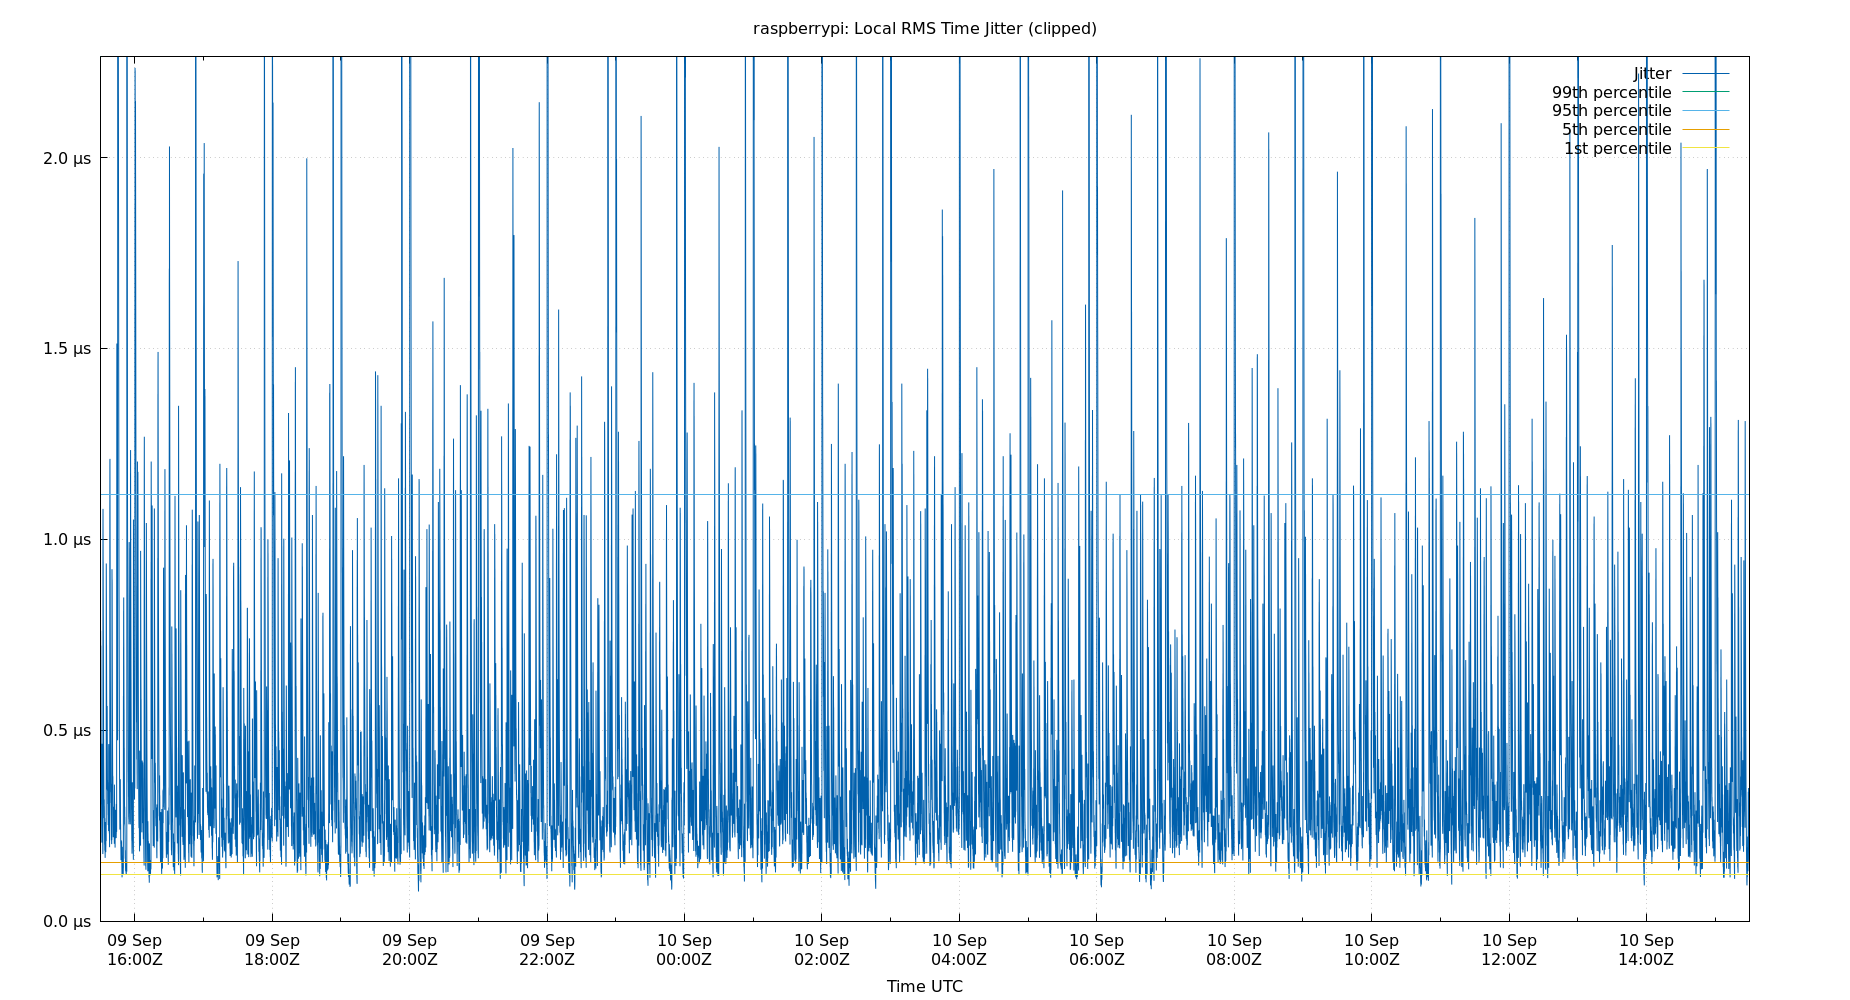 raspberrypi: Local RMS Time Jitter (clipped)
Jitter
99th percentile
95th percentile
5th percentile
1st percentile
2.0 µs
1.5 µs
1.0 µs
0.5 µs
0.0 µs
09 Sep 09 Sep 09 Sep 09 Sep 10 Sep 10 Sep 10 Sep 10 Sep 10 Sep 10 Sep 10 Sep 10 Sep
16:00Z 18:00Z 20:00Z 22:00Z 00:00Z 02:00Z 04:00Z 06:00Z 08:00Z 10:00Z 12:00Z 14:00Z
Time UTC